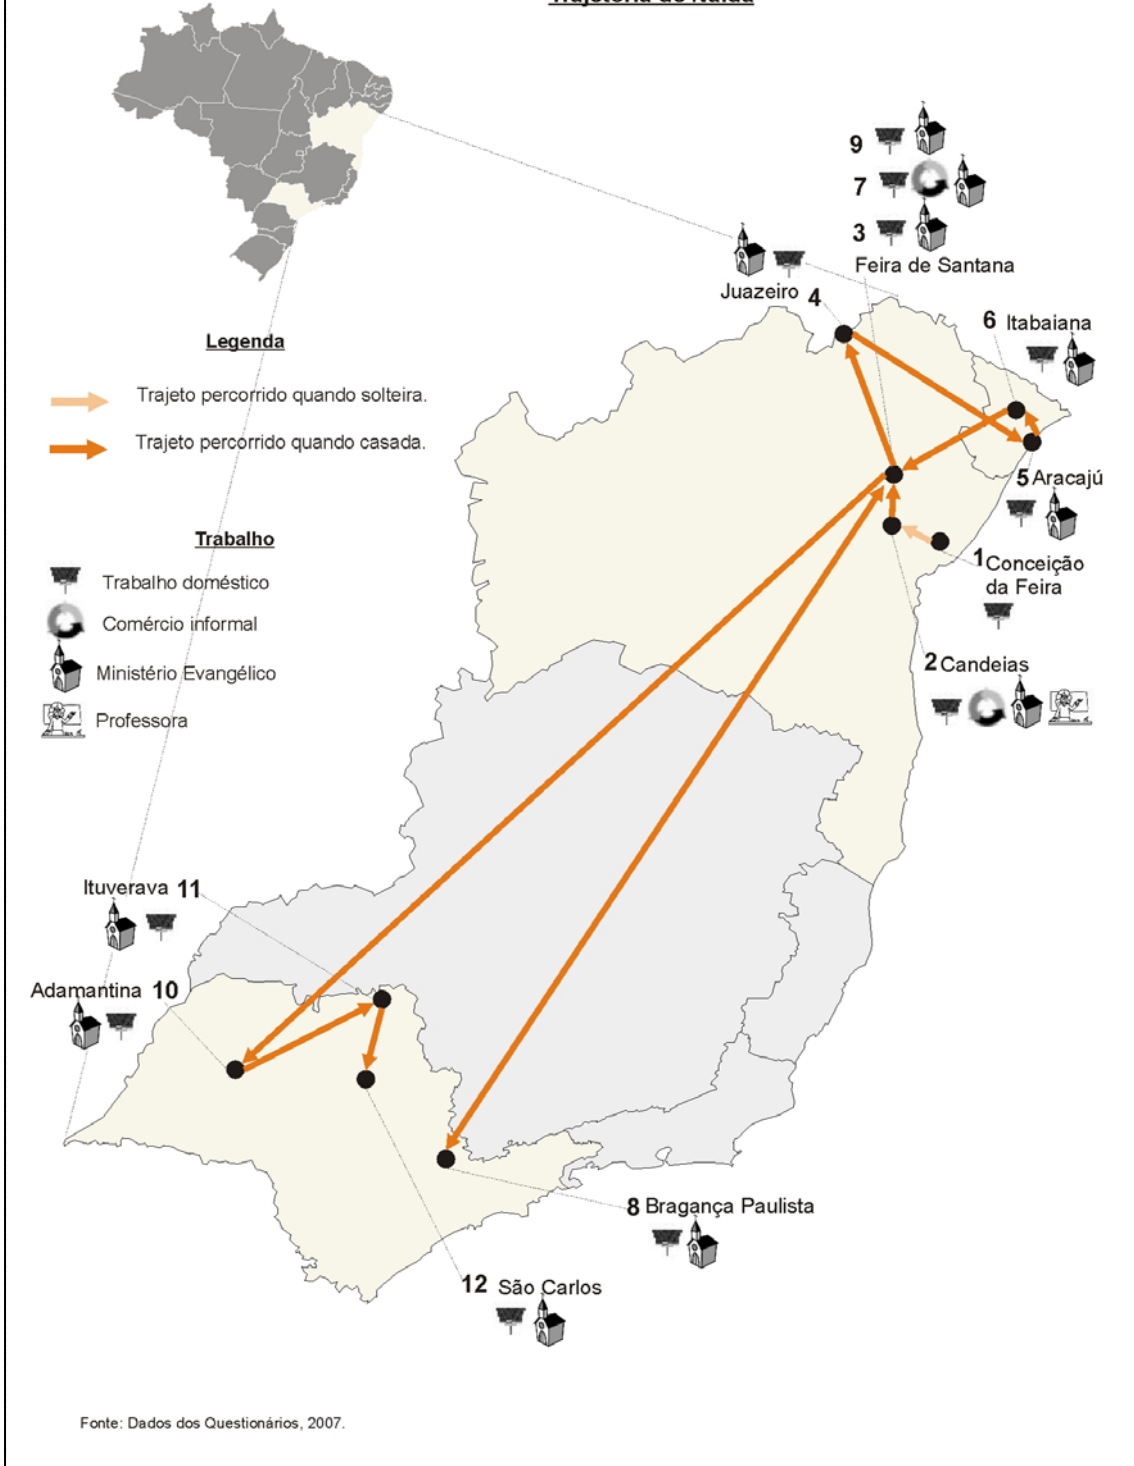 9
7
3
Feira de Santana
Juazeiro 4
6 Itabaiana
Legenda
Trajeto percorrido quando solteira.
Trajeto percorrido quando casada.
5 Aracajú
Trabalho
Trabalho doméstico
Comércio informal
Ministério Evangélico
Professora
1 Conceição
da Feira
2 Candeias
Ituverava 11
Adamantina 10
8 Bragança Paulista
12 São Carlos
Fonte: Dados dos Questionários, 2007.